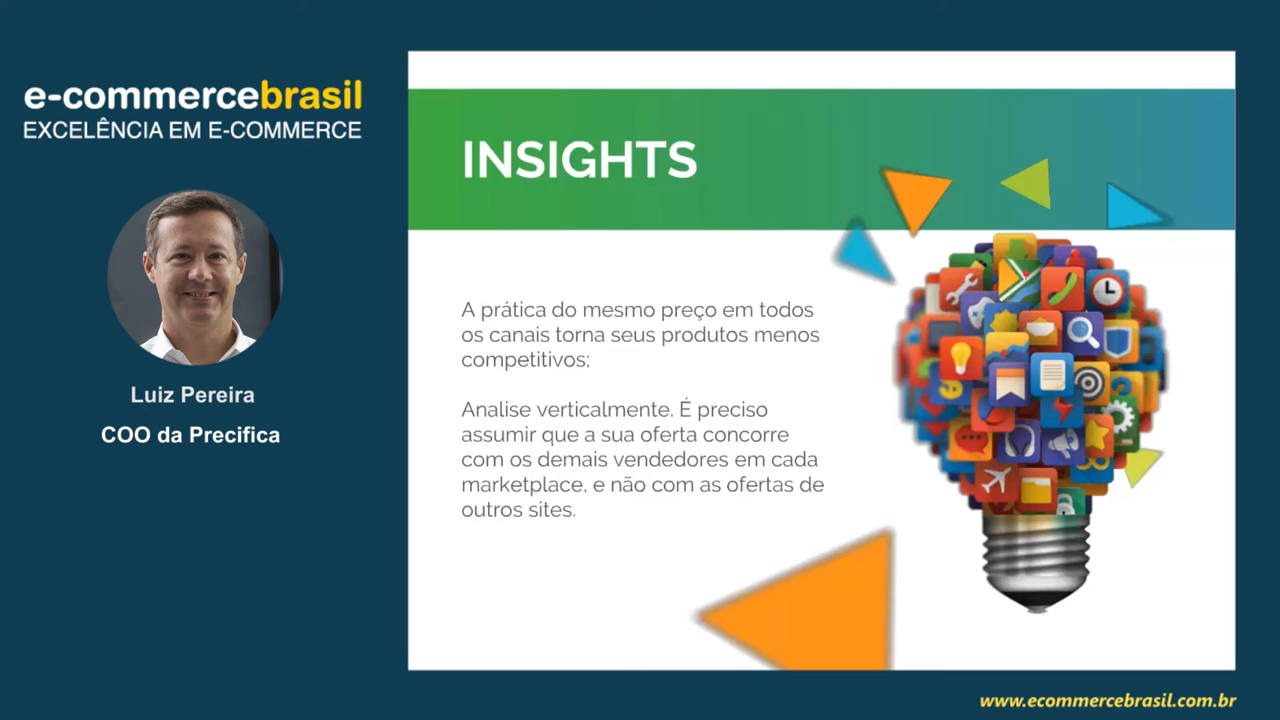 e-commercebrasil
EXCELÊNCIA EM E-COMMERCE
Luiz Pereira
COO da Precifica
INSIGHTS
A prática do mesmo preço em todos
os canais torna seus produtos menos
competitivos;
Analise verticalmente. É preciso
assumir que a sua oferta concorre
com os demais vendedores em cada
marketplace, e não com as ofertas de
outros sites.
www.ecommercebrasil.com.br